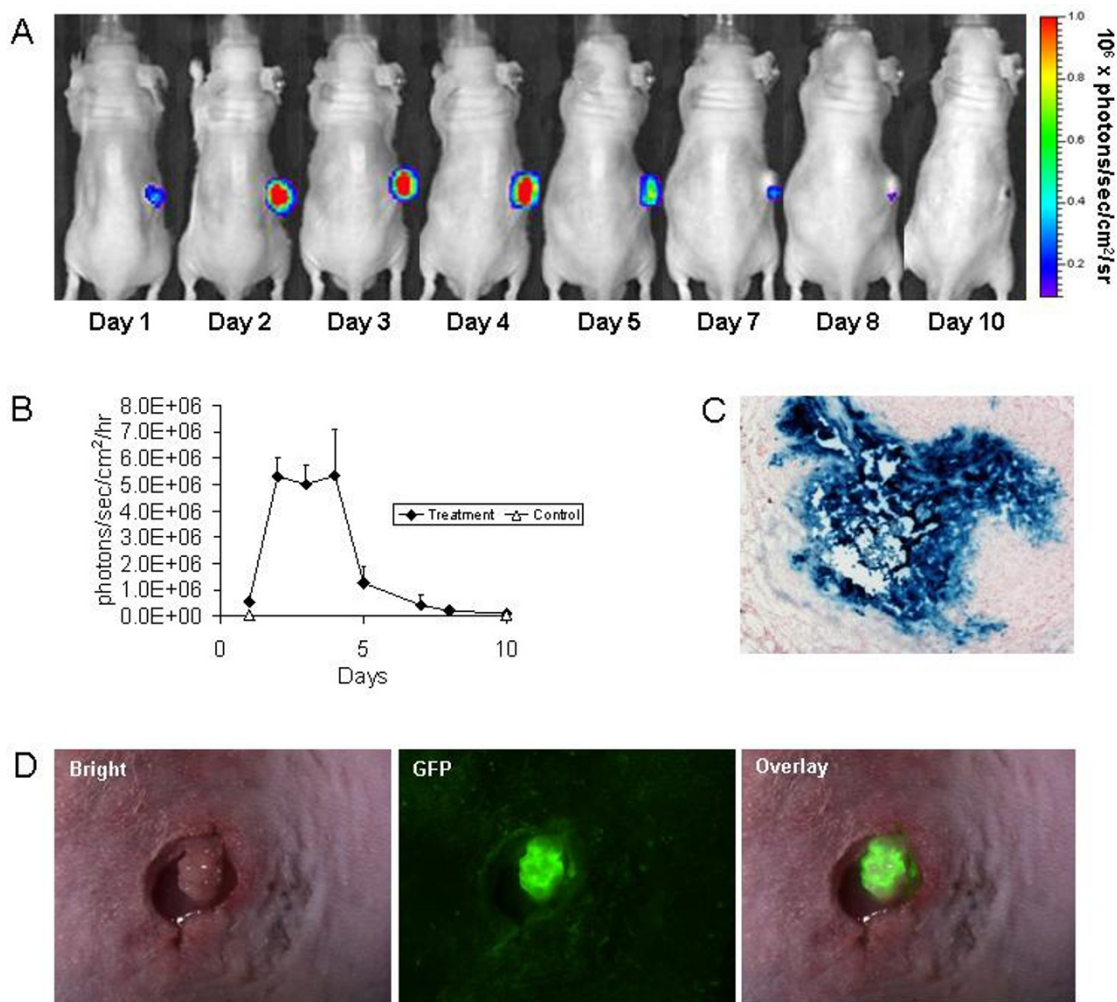 A
1.0
0.8
0.6
0.4
0.2
10⁶ x photons/sec/cm²/sr
Day 1 Day 2 Day 3 Day 4 Day 5 Day 7 Day 8 Day 10
B
8.0E+06
7.0E+06
6.0E+06
5.0E+06
4.0E+06
3.0E+06
2.0E+06
1.0E+06
0.0E+00
photons/sec/cm²/hr
0 5 10
Days
Treatment Control
C
D
Bright
GFP
Overlay